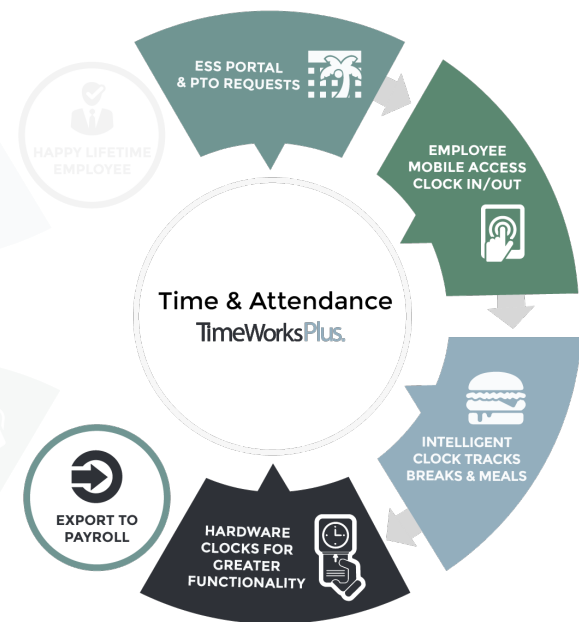 ESS PORTAL
& PTO REQUESTS
HAPPY LIFETIME
EMPLOYEE
EMPLOYEE
MOBILE ACCESS
CLOCK IN/OUT
Time & Attendance
TimeWorksPlus.
INTELLIGENT
CLOCK TRACKS
BREAKS & MEALS
HARDWARE
CLOCKS FOR
GREATER
FUNCTIONALITY
EXPORT TO
PAYROLL